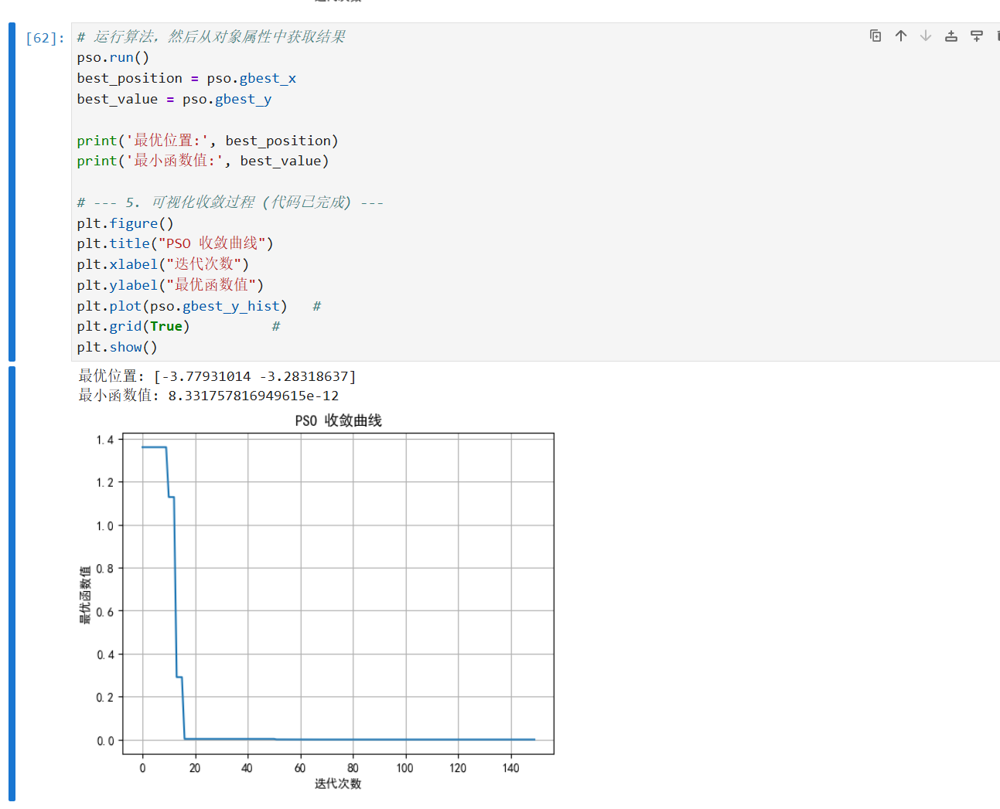 [62]: # 运行算法，然后从对象属性中获取结果
pso.run()
best_position = pso.gbest_x
best_value = pso.gbest_y
print('最优位置:', best_position)
print('最小函数值:', best_value)
# --- 5. 可视化收敛过程 (代码已完成) ---
plt.figure()
plt.title("PSO 收敛曲线")
plt.xlabel("迭代次数")
plt.ylabel("最优函数值")
plt.plot(pso.gbest_y_hist)   #
plt.grid(True)          #
plt.show()
最优位置: [-3.77931014 -3.28318637]
最小函数值: 8.331757816949615e-12
PSO 收敛曲线
1.4
1.2
1.0
0.8
0.6
0.4
0.2
0.0
最优函数值
0 20 40 60 80 100 120 140
迭代次数